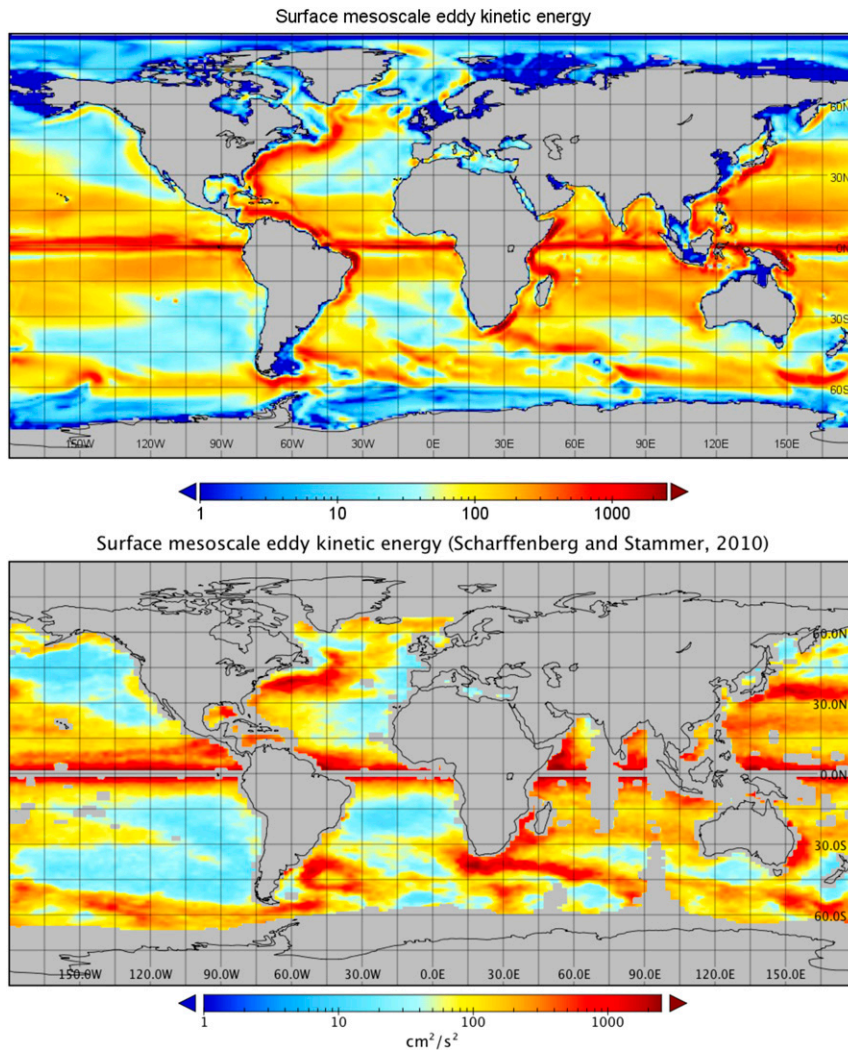 Surface mesoscale eddy kinetic energy
60N
30N
0N
30S
60S
150W 120W 90W 60W 30W 0E 30E 60E 90E 120E 150E
1 10 100 1000
Surface mesoscale eddy kinetic energy (Scharffenberg and Stammer, 2010)
60.0N
30.0N
0.0N
30.0S
60.0S
150.0W 120.0W 90.0W 60.0W 30.0W 0.0E 30.0E 60.0E 90.0E 120.0E 150.0E
1 10 100 1000
cm²/s²